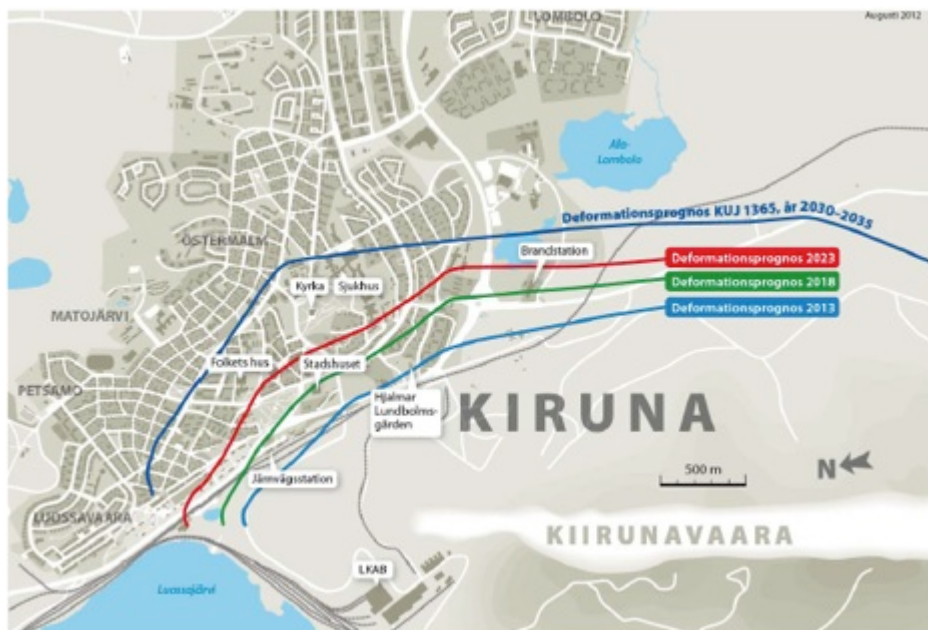 LOMBOLO
Augusti 2012
Ala-
Lombolo
Deformationsprognos KUJ 1365, år 2030–2035
ÖSTERMALM
Brandstation
Deformationsprognos 2023
Kyrka
Sjukhus
Deformationsprognos 2018
MATOJÄRVI
Deformationsprognos 2013
Folkets hus
Stadshuset
PETSAMO
Hjalmar
Lundbolms-
gården
KIRUNA
500 m
N
Järnvägsstation
LUOSSAVAARA
KIIRUNAVAARA
LKAB
Luossajärvi